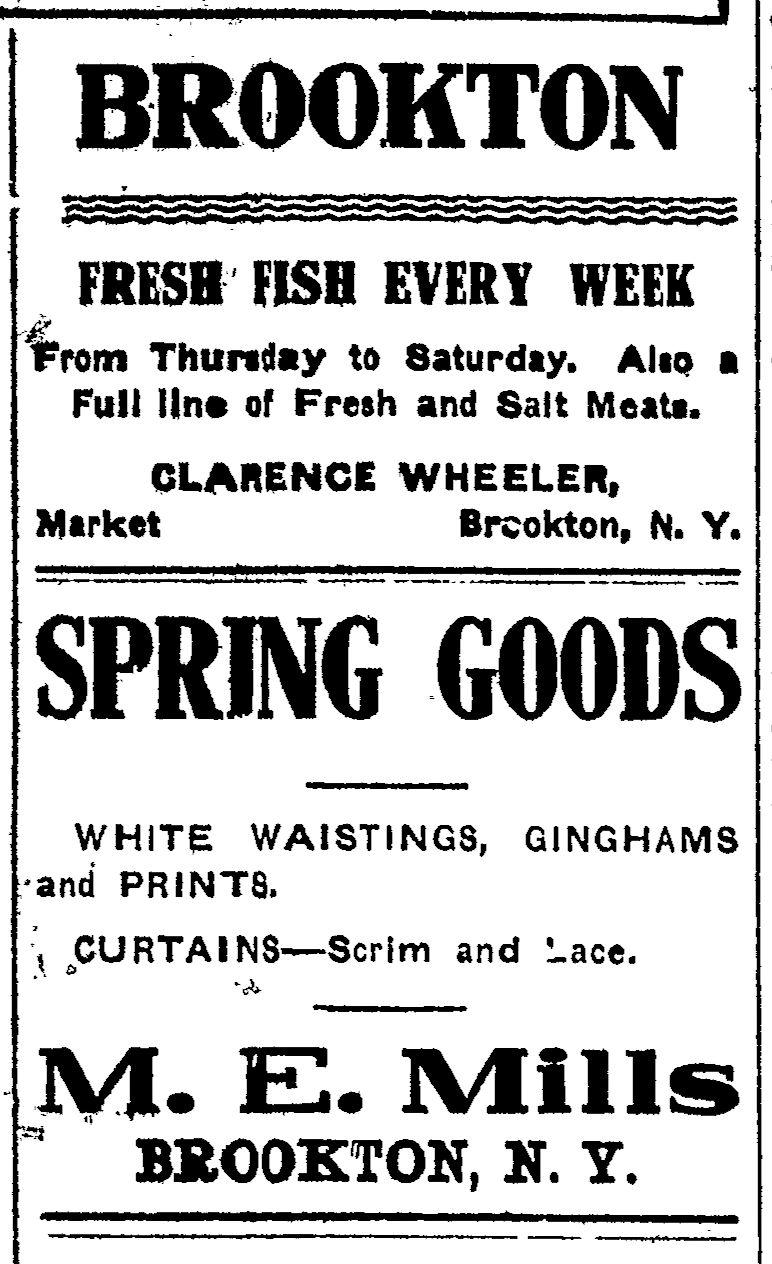 BROOKTON
FRESH FISH EVERY WEEK
From Thursday to Saturday. Also a
Full line of Fresh and Salt Meats.
CLARENCE WHEELER,
Market Brookton, N. Y.
SPRING GOODS
WHITE WAISTINGS, GINGHAMS
and PRINTS.
CURTAINS—Scrim and Lace.
M. E. Mills
BROOKTON, N. Y.